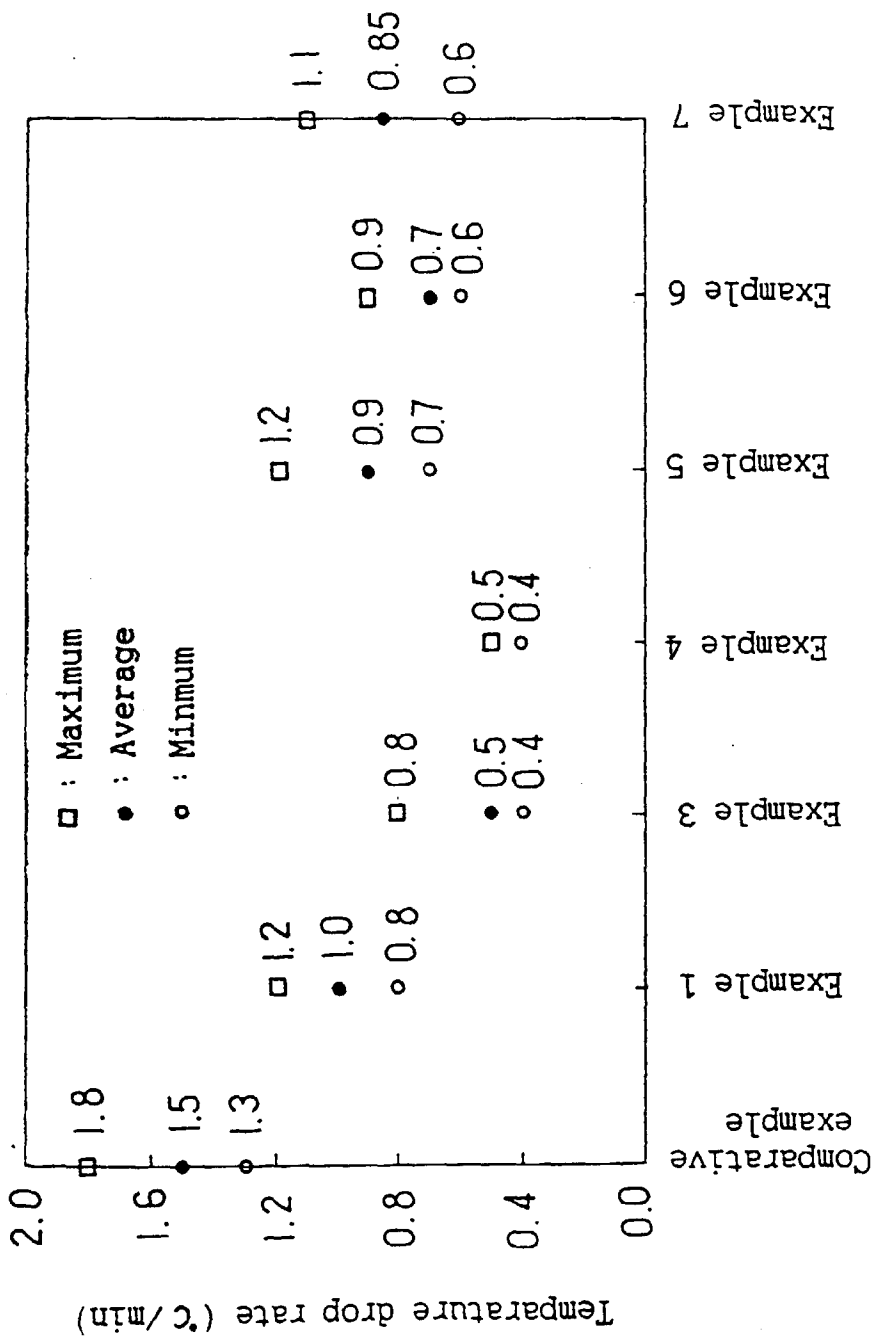 Temparature drop rate (°C/min)
2.0
1.6
1.2
0.8
0.4
0.0
□ : Maximum
● : Average
○ : Minmum
1.8
1.5
1.3
1.2
1.0
0.8
0.8
0.5
0.4
0.5
0.4
1.2
0.9
0.7
0.9
0.7
0.6
1.1
0.85
0.6
Comparative
example
Example 1
Example 3
Example 4
Example 5
Example 6
Example 7